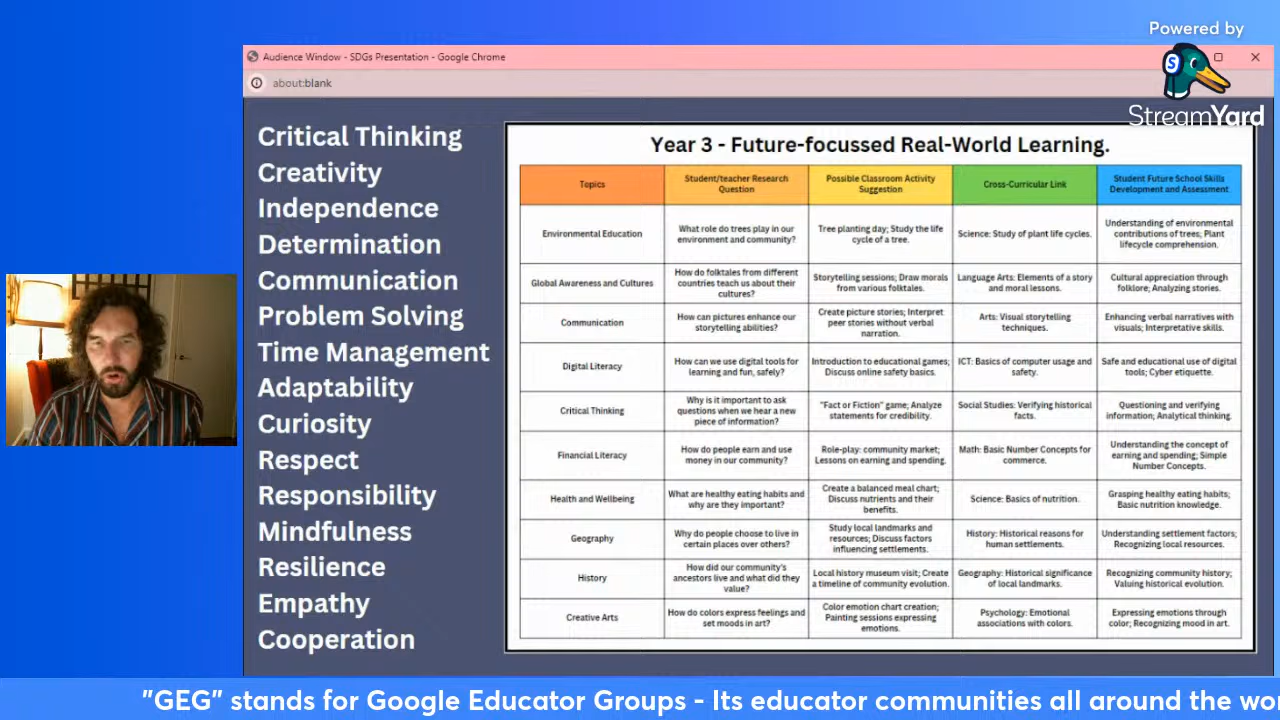 Powered by
StreamYard
Audience Window - SDGs Presentation - Google Chrome
about:blank
Critical Thinking
Creativity
Independence
Determination
Communication
Problem Solving
Time Management
Adaptability
Curiosity
Respect
Responsibility
Mindfulness
Resilience
Empathy
Cooperation
Year 3 - Future-focussed Real-World Learning.
Topics
Student/teacher Research
Question
Possible Classroom Activity
Suggestion
Cross-Curricular Link
Student Future School Skills
Development and Assessment
Environmental Education
What role do trees play in our
environment and community?
Tree planting day; Study the life
cycle of a tree.
Science: Study of plant life cycles.
Understanding of environmental
contributions of trees; Plant
lifecycle comprehension.
Global Awareness and Cultures
How do folktales from different
countries teach us about their
cultures?
Storytelling sessions; Draw morals
from various folktales.
Language Arts: Elements of a story
and moral lessons.
Cultural appreciation through
folklore; Analyzing stories.
Communication
How can pictures enhance our
storytelling abilities?
Create picture stories; Interpret
peer stories without verbal
narration.
Arts: Visual storytelling
techniques.
Enhancing verbal narratives with
visuals; Interpretative skills.
Digital Literacy
How can we use digital tools for
learning and fun, safely?
Introduction to educational games;
Discuss online safety basics.
ICT: Basics of computer usage and
safety.
Safe and educational use of digital
tools; Cyber etiquette.
Critical Thinking
Why is it important to ask
questions when we hear a new
piece of information?
"Fact or Fiction" game; Analyze
statements for credibility.
Social Studies: Verifying historical
facts.
Questioning and verifying
information; Analytical thinking.
Financial Literacy
How do people earn and use
money in our community?
Role-play: community market;
Lessons on earning and spending.
Math: Basic Number Concepts for
commerce.
Understanding the concept of
earning and spending; Simple
Number Concepts.
Health and Wellbeing
What are healthy eating habits and
why are they important?
Create a balanced meal chart;
Discuss nutrients and their
benefits.
Science: Basics of nutrition.
Grasping healthy eating habits;
Basic nutrition knowledge.
Geography
Why do people choose to live in
certain places over others?
Study local landmarks and
resources; Discuss factors
influencing settlements.
History: Historical reasons for
human settlements.
Understanding settlement factors;
Recognizing local resources.
History
How did our community's
ancestors live and what did they
value?
Local history museum visit; Create
a timeline of community evolution.
Geography: Historical significance
of local landmarks.
Recognizing community history;
Valuing historical evolution.
Creative Arts
How do colors express feelings and
set moods in art?
Color emotion chart creation;
Painting sessions expressing
emotions.
Psychology: Emotional
associations with colors.
Expressing emotions through
color; Recognizing mood in art.
"GEG" stands for Google Educator Groups - Its educator communities all around the wor